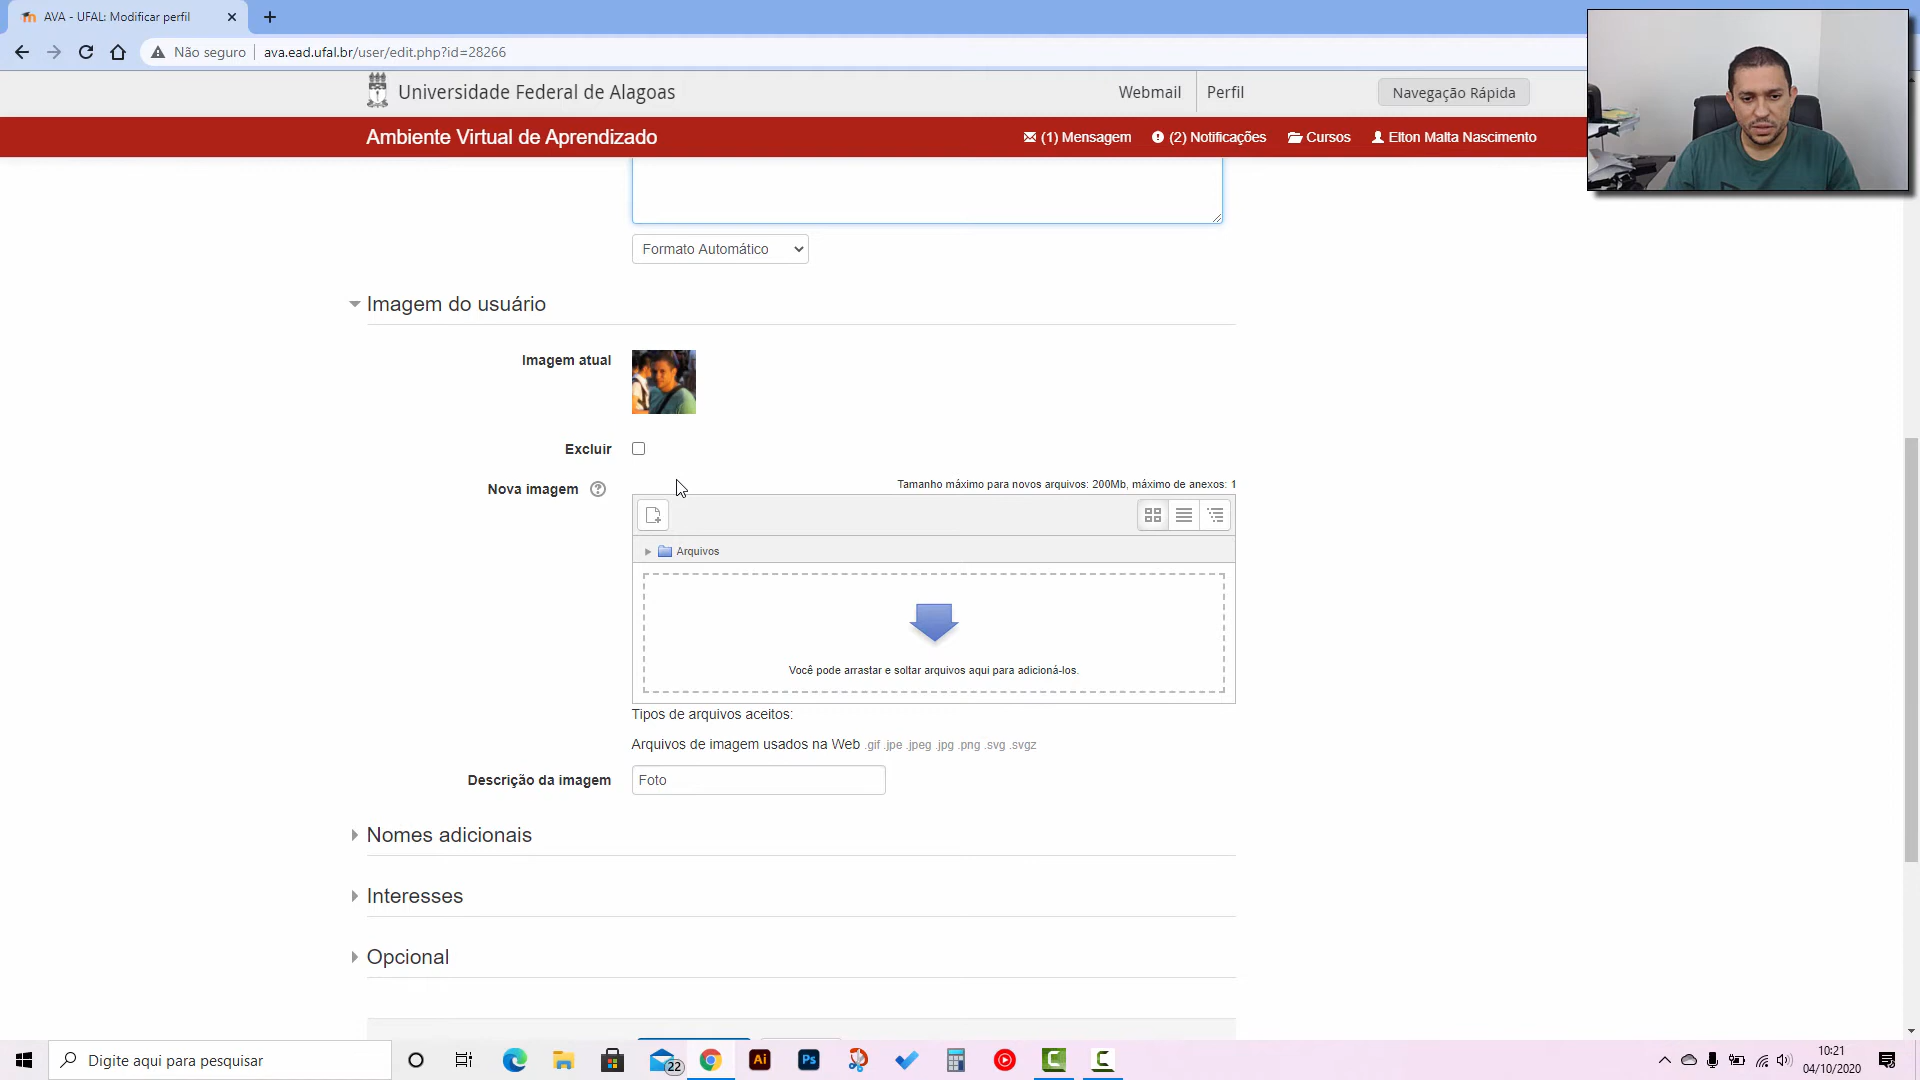 AVA - UFAL: Modificar perfil
Não seguro
ava.ead.ufal.br/user/edit.php?id=28266
Universidade Federal de Alagoas
Webmail
Perfil
Navegação Rápida
Ambiente Virtual de Aprendizado
(1) Mensagem
(2) Notificações
Cursos
Elton Malta Nascimento
Formato Automático
Imagem do usuário
Imagem atual
Excluir
Nova imagem
Tamanho máximo para novos arquivos: 200Mb, máximo de anexos: 1
Arquivos
Você pode arrastar e soltar arquivos aqui para adicioná-los.
Tipos de arquivos aceitos:
Arquivos de imagem usados na Web .gif .jpe .jpeg .jpg .png .svg .svgz
Descrição da imagem
Foto
Nomes adicionais
Interesses
Opcional
Digite aqui para pesquisar
22
Ai
Ps
10:21
04/10/2020